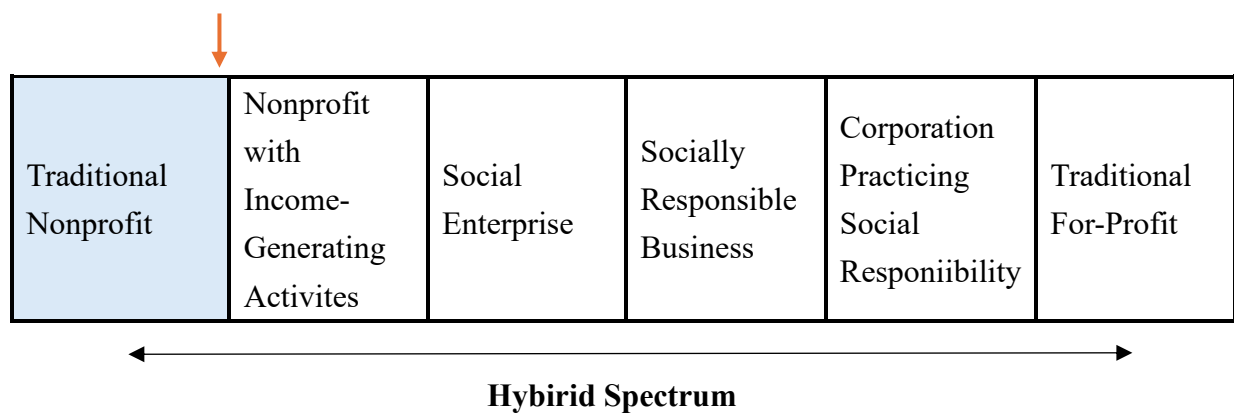 Traditional
Nonprofit
Nonprofit
with
Income-
Generating
Activites
Social
Enterprise
Socially
Responsible
Business
Corporation
Practicing
Social
Responiibility
Traditional
For-Profit
Hybirid Spectrum